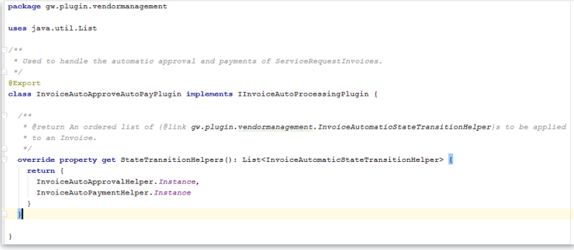 package gw.plugin.vendormanagement
uses java.util.List
/**
* Used to handle the automatic approval and payments of ServiceRequestInvoices.
*/
@Export
class InvoiceAutoApproveAutoPayPlugin implements IInvoiceAutoProcessingPlugin {
/**
* @return An ordered list of {@link gw.plugin.vendormanagement.InvoiceAutomaticStateTransitionHelper}s to be applied
* to an Invoice.
*/
override property get StateTransitionHelpers(): List<InvoiceAutomaticStateTransitionHelper> {
return {
InvoiceAutoApprovalHelper.Instance,
InvoiceAutoPaymentHelper.Instance
}
}
}